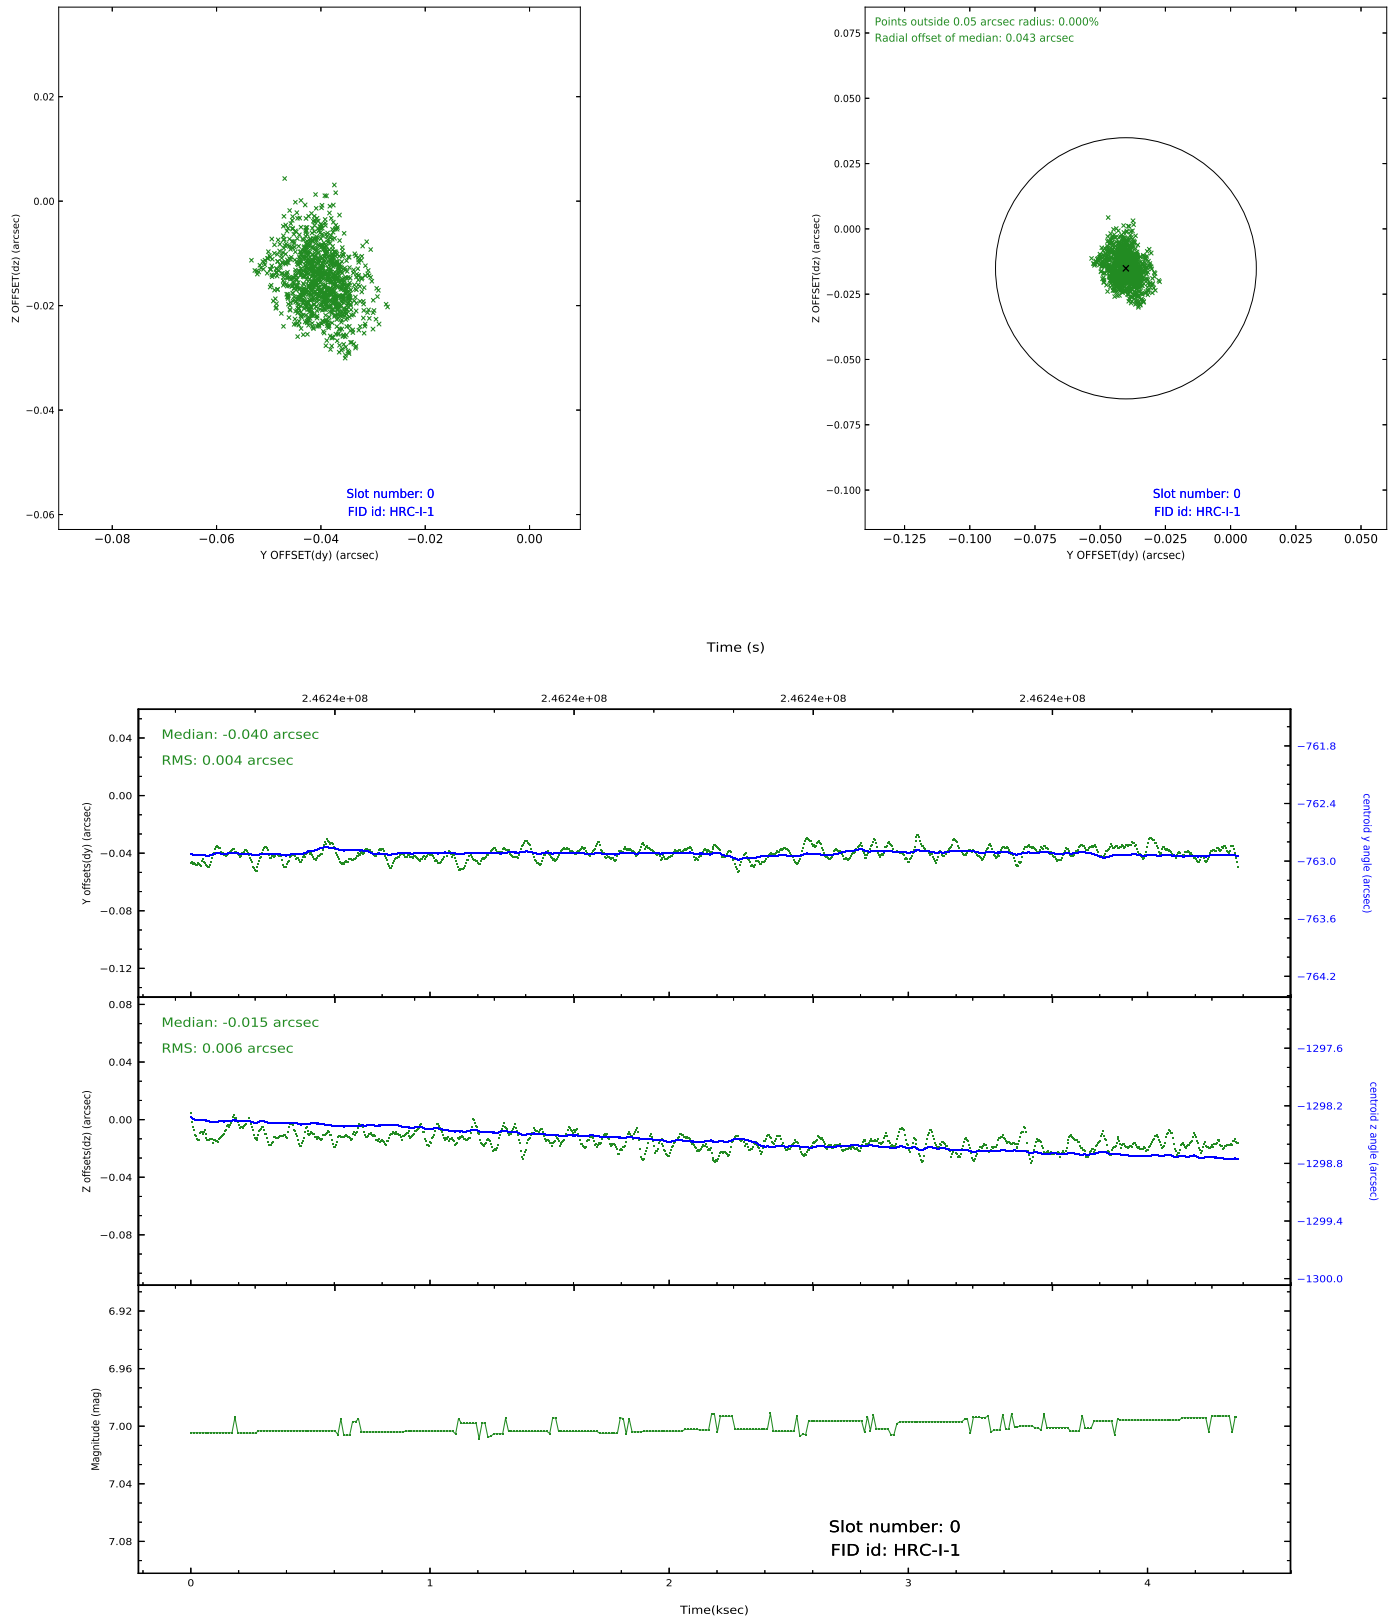 0.02
0.00
−0.02
−0.04
−0.06
Z OFFSET(dz) (arcsec)
Slot number: 0
FID id: HRC-I-1
−0.08
−0.06
−0.04
−0.02
0.00
Y OFFSET(dy) (arcsec)
Points outside 0.05 arcsec radius: 0.000%
Radial offset of median: 0.043 arcsec
0.075
0.050
0.025
0.000
−0.025
−0.050
−0.075
−0.100
Z OFFSET(dz) (arcsec)
Slot number: 0
FID id: HRC-I-1
−0.125
−0.100
−0.075
−0.050
−0.025
0.000
0.025
0.050
Y OFFSET(dy) (arcsec)
Time (s)
2.4624e+08
2.4624e+08
2.4624e+08
2.4624e+08
Median: -0.040 arcsec
RMS: 0.004 arcsec
0.04
0.00
−0.04
−0.08
−0.12
Y offsets(dy) (arcsec)
−761.8
−762.4
−763.0
−763.6
−764.2
centroid y angle (arcsec)
Median: -0.015 arcsec
RMS: 0.006 arcsec
0.08
0.04
0.00
−0.04
−0.08
Z offsets(dz) (arcsec)
−1297.6
−1298.2
−1298.8
−1299.4
−1300.0
centroid z angle (arcsec)
6.92
6.96
7.00
7.04
7.08
Magnitude (mag)
Slot number: 0
FID id: HRC-I-1
0
1
2
3
4
Time(ksec)